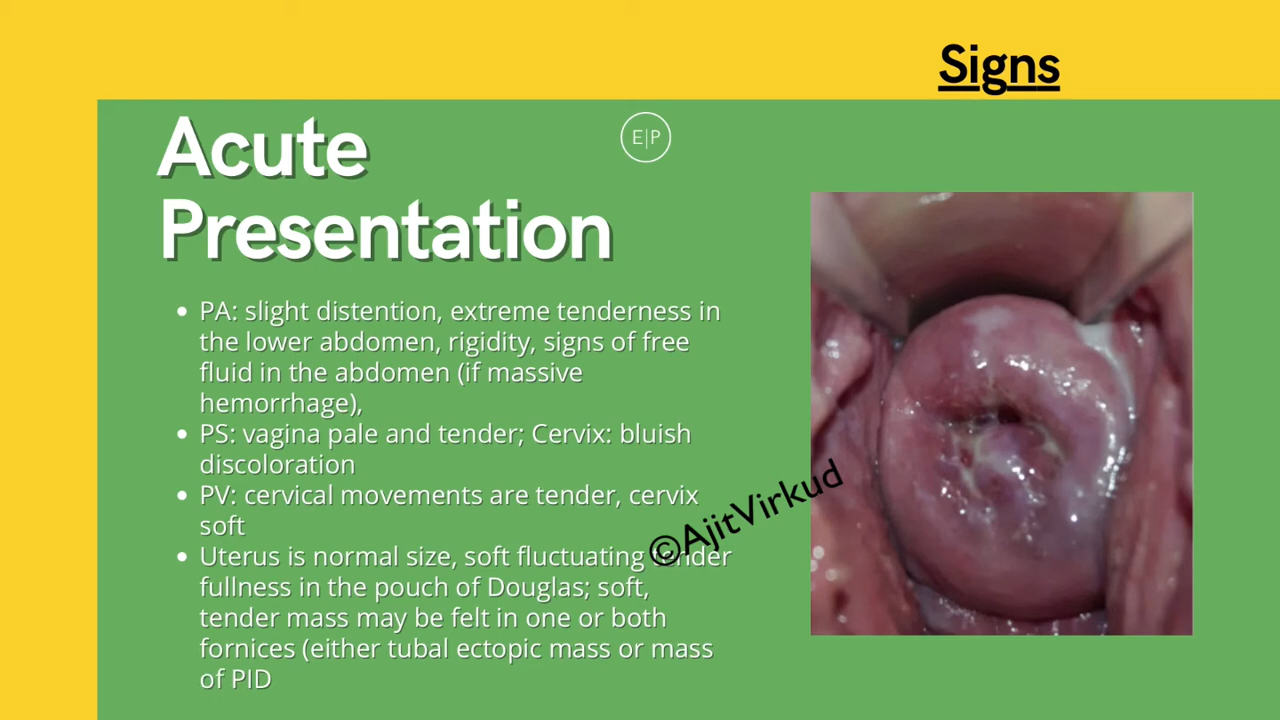 Signs
Acute
E|P
Presentation
PA: slight distention, extreme tenderness in
the lower abdomen, rigidity, signs of free
fluid in the abdomen (if massive
hemorrhage),
PS: vagina pale and tender; Cervix: bluish
discoloration
PV: cervical movements are tender, cervix
soft
Uterus is normal size, soft fluctuating tender
fullness in the pouch of Douglas; soft,
tender mass may be felt in one or both
fornices (either tubal ectopic mass or mass
of PID
©AjitVirkud